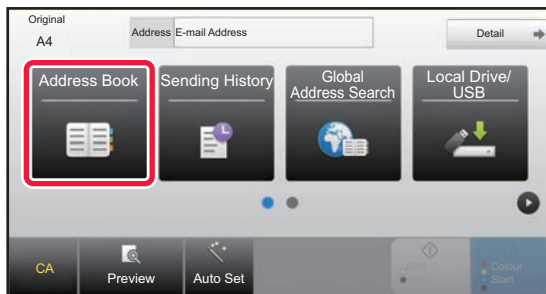 Original
A4
Address E-mail Address
Detail
Address Book
Sending History
Global
Address Search
Local Drive/
USB
CA
Preview
Auto Set
Colour
Start